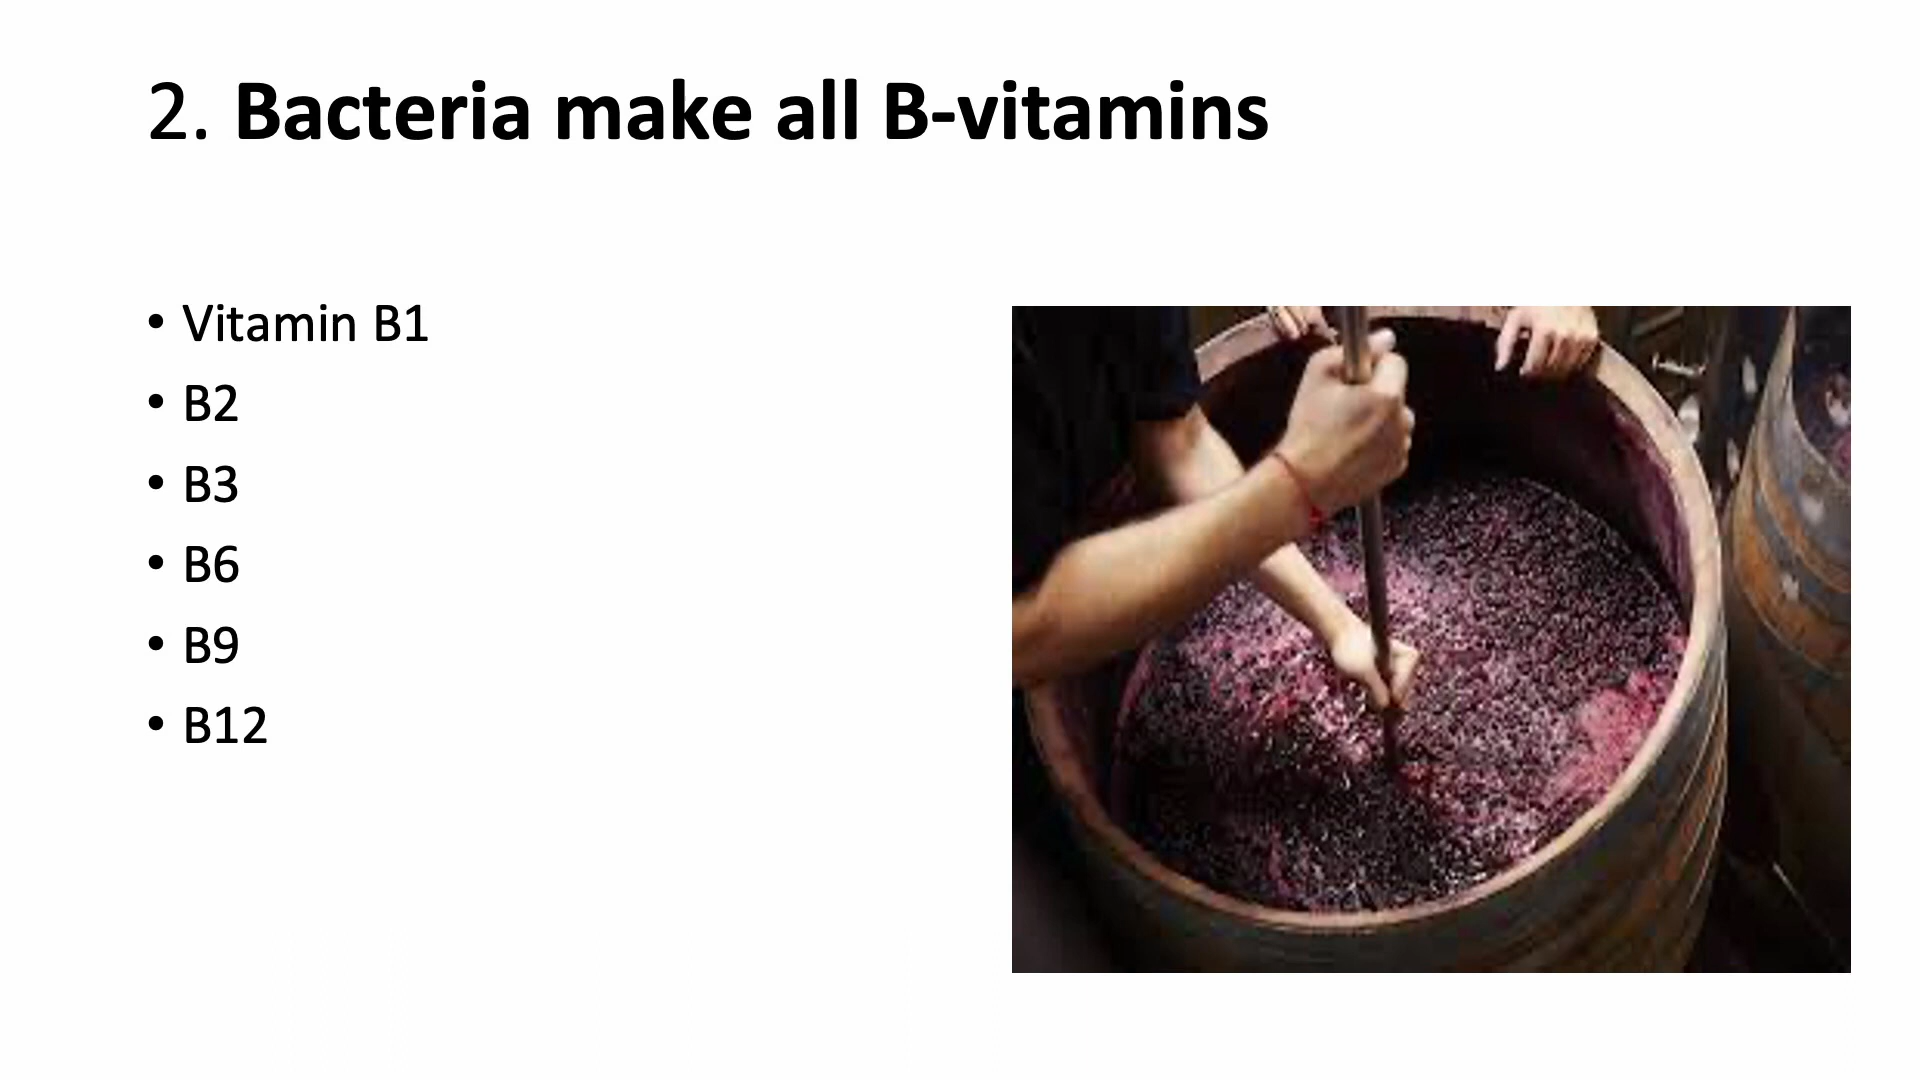 2. Bacteria make all B-vitamins
• Vitamin B1
• B2
• B3
• B6
• B9
• B12